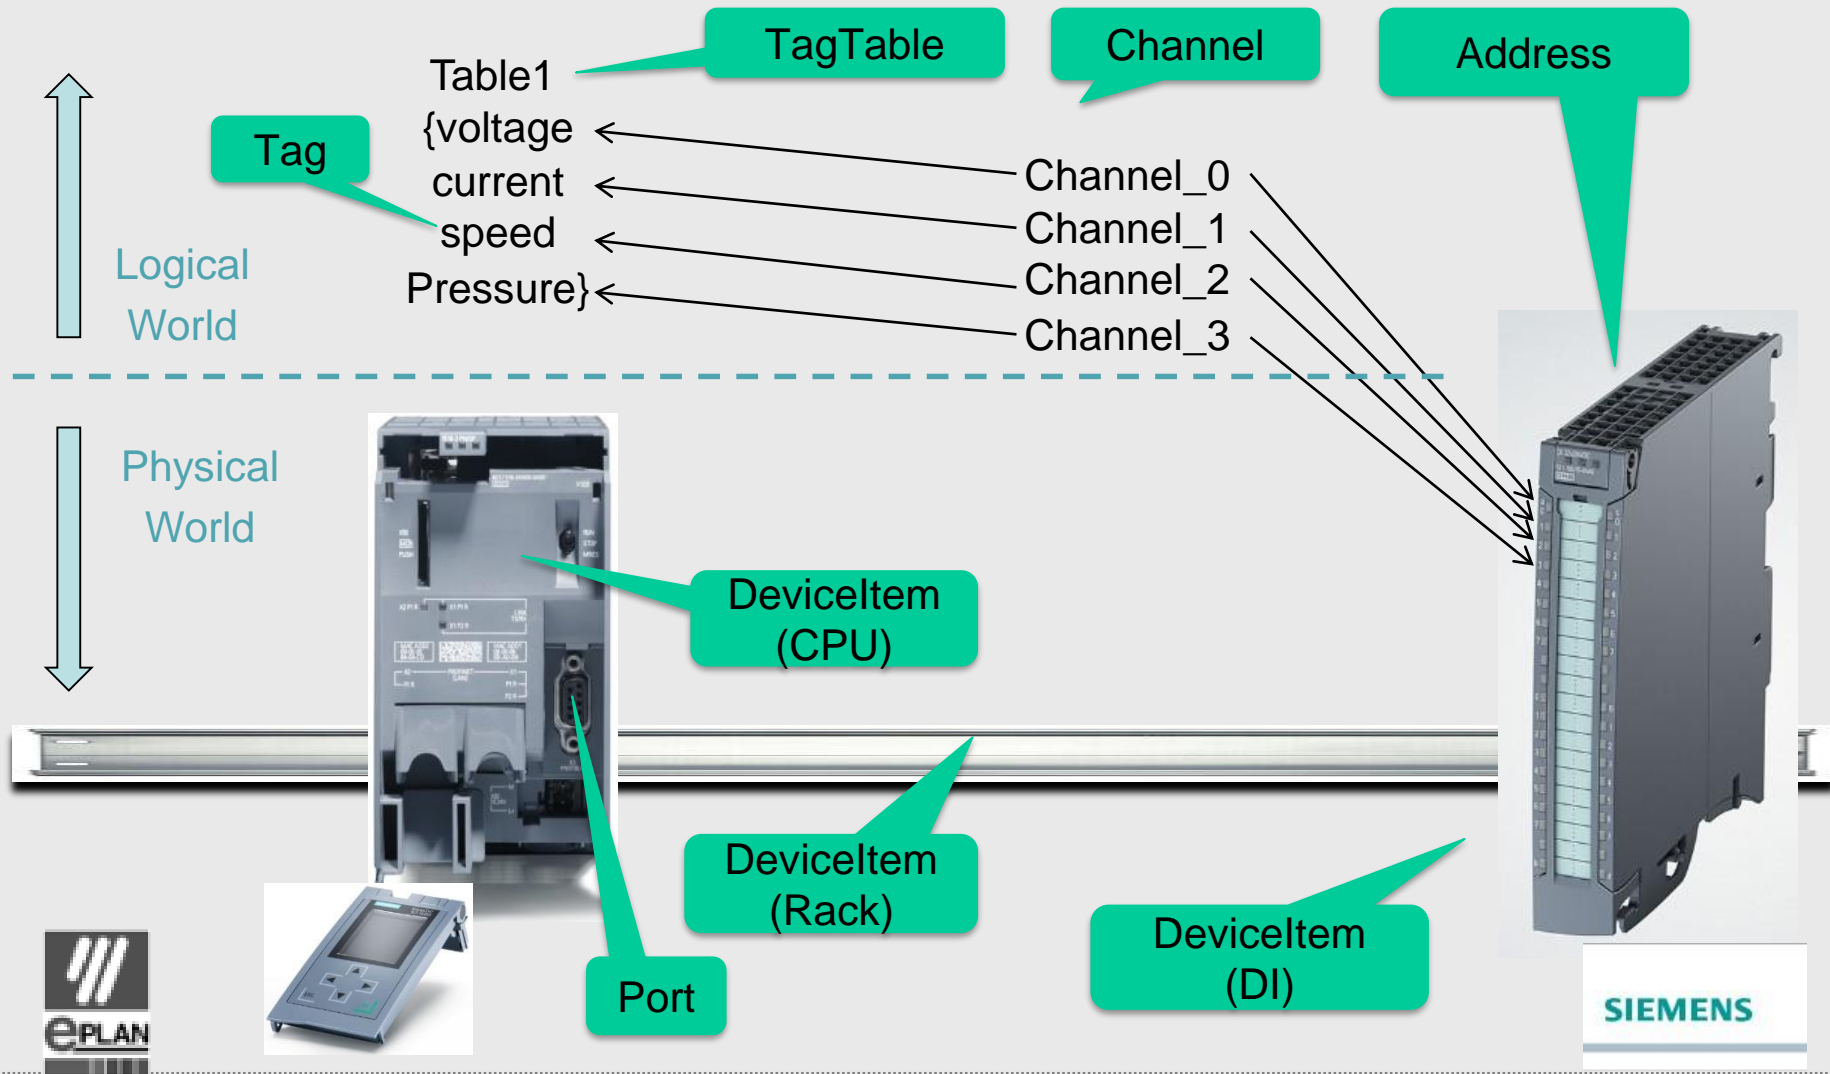 TagTable
Channel
Address
Table1
{voltage
current
speed
Pressure}
Tag
Channel_0
Channel_1
Channel_2
Channel_3
Logical
World
Physical
World
DeviceItem
(CPU)
DeviceItem
(Rack)
DeviceItem
(DI)
Port
ePLAN
SIEMENS